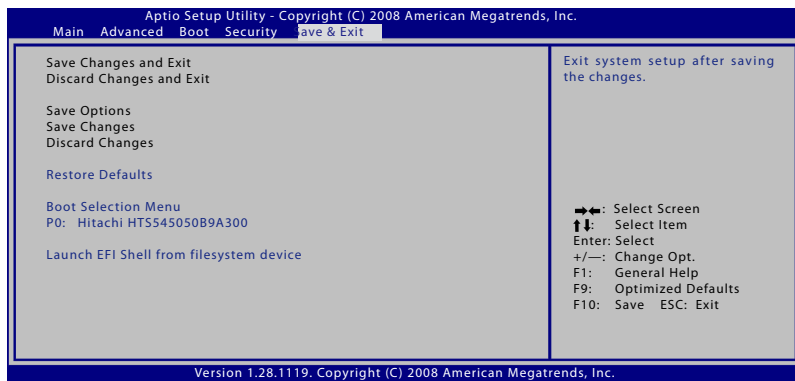 Aptio Setup Utility - Copyright (C) 2008 American Megatrends, Inc.
Main Advanced Boot Security ave & Exit
Save Changes and Exit
Discard Changes and Exit
Save Options
Save Changes
Discard Changes
Restore Defaults
Boot Selection Menu
P0: Hitachi HTS545050B9A300
Launch EFI Shell from filesystem device
Exit system setup after saving
the changes.
→←: Select Screen
↑↓: Select Item
Enter: Select
+/—: Change Opt.
F1: General Help
F9: Optimized Defaults
F10: Save ESC: Exit
Version 1.28.1119. Copyright (C) 2008 American Megatrends, Inc.